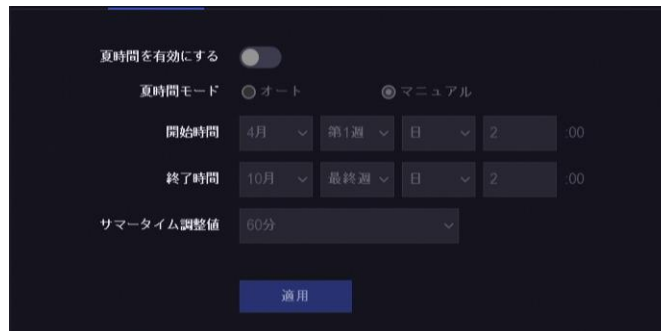 夏時間を有効にする
夏時間モード オート マニュアル
開始時間 4月 第1週 日 2 :00
終了時間 10月 最終週 日 2 :00
サマータイム調整値 60分
適用